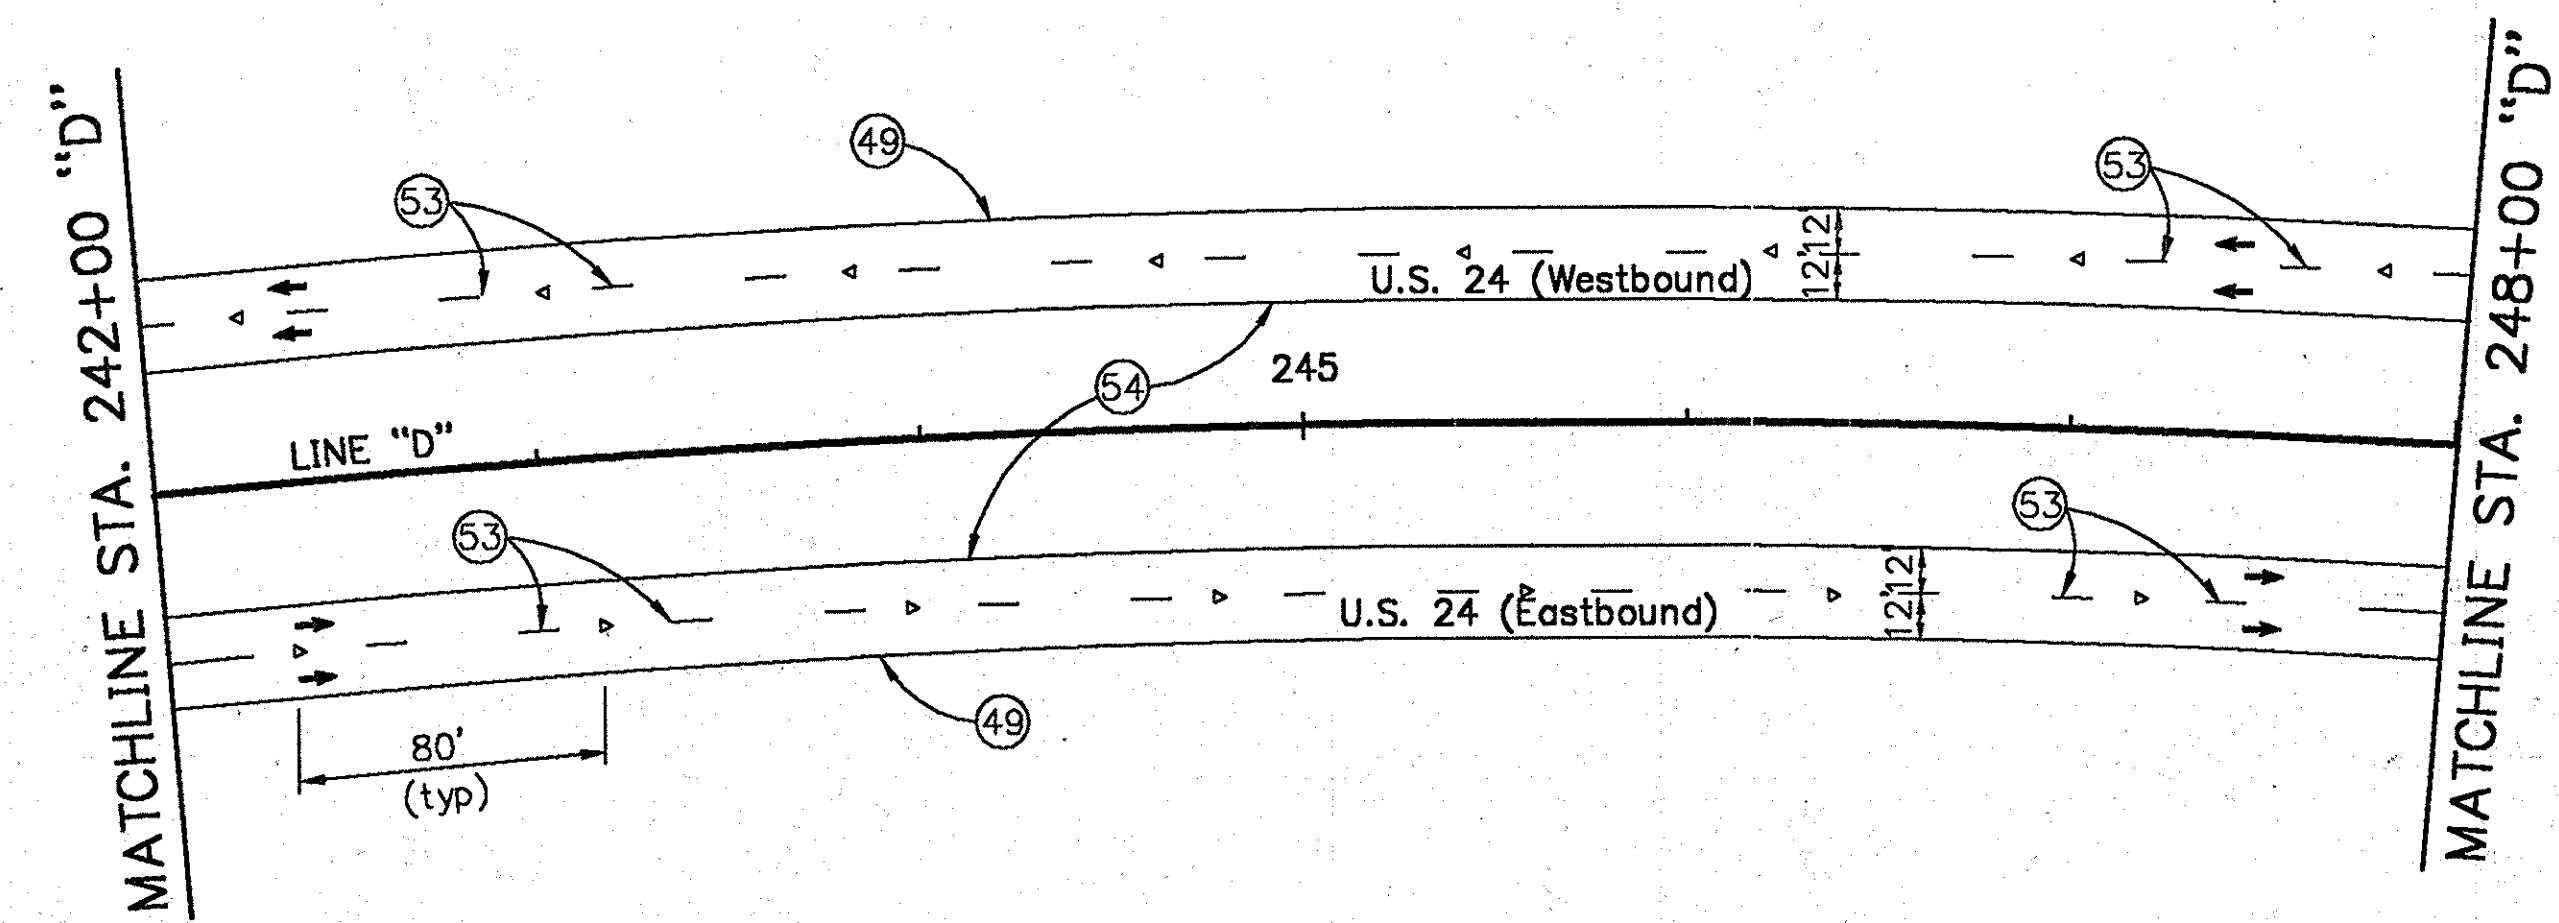 MATCHLINE STA. 242+00 "D"
53
49
53
12'
12'
U.S. 24 (Westbound)
54
245
LINE "D"
53
53
12'
12'
U.S. 24 (Eastbound)
49
80'
(typ)
MATCHLINE STA. 248+00 "D"